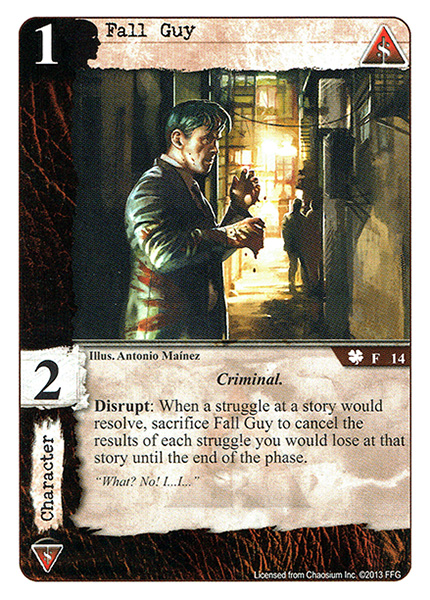 1
Fall Guy
$
Illus. Antonio Maínez
F 14
2
Criminal.
Disrupt: When a struggle at a story would
resolve, sacrifice Fall Guy to cancel the
results of each struggle you would lose at that
story until the end of the phase.
"What? No! I...I..."
Character
Licensed from Chaosium Inc. ©2013 FFG